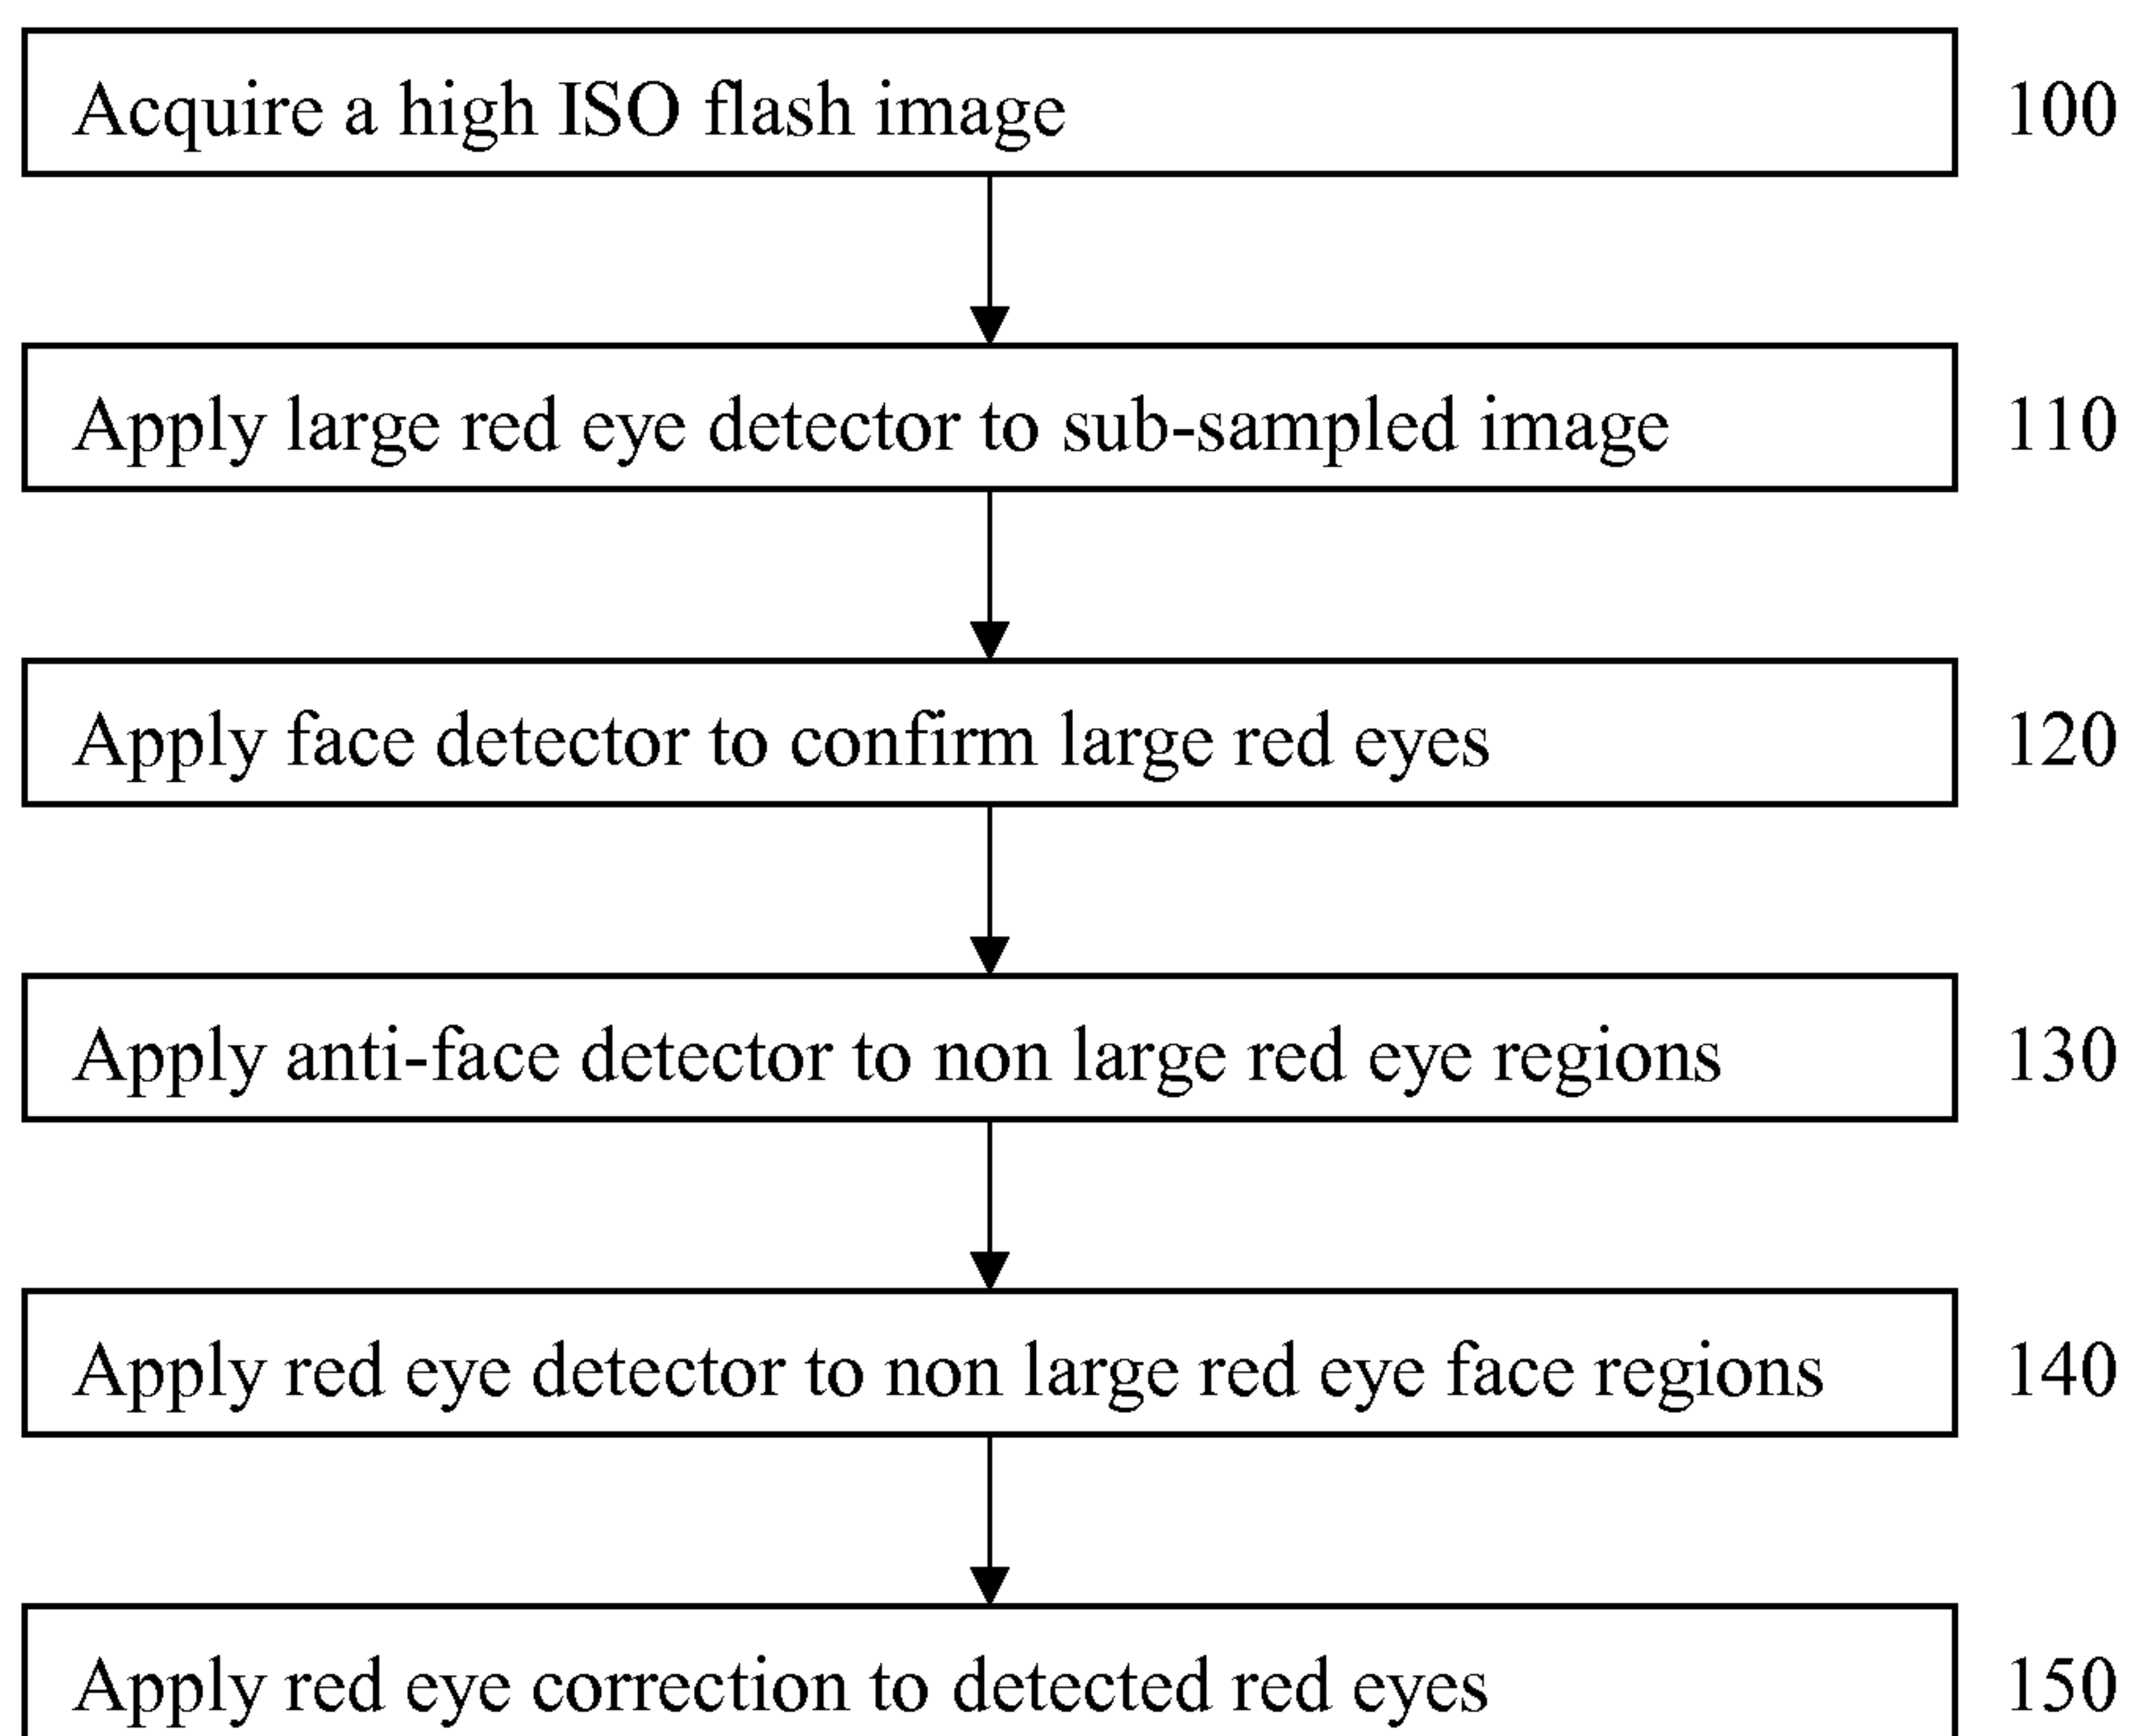 Acquire a high ISO flash image 100
Apply large red eye detector to sub-sampled image 110
Apply face detector to confirm large red eyes 120
Apply anti-face detector to non large red eye regions 130
Apply red eye detector to non large red eye face regions 140
Apply red eye correction to detected red eyes 150